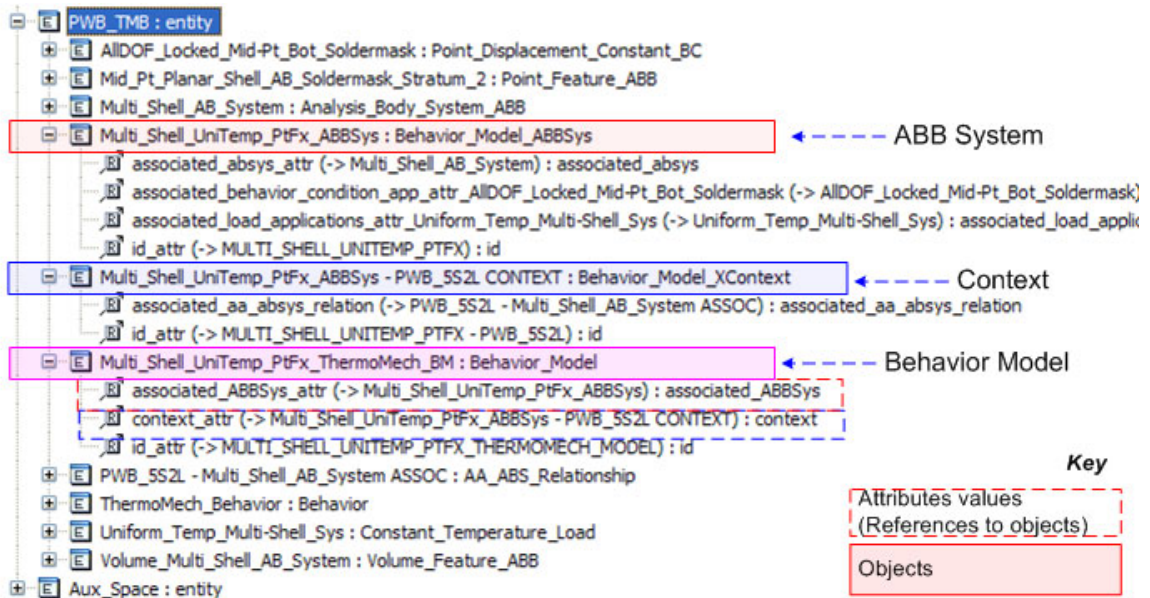 PWB_TMB : entity
AllDOF_Locked_Mid-Pt_Bot_Soldermask : Point_Displacement_Constant_BC
Mid_Pt_Planar_Shell_AB_Soldermask_Stratum_2 : Point_Feature_ABB
Multi_Shell_AB_System : Analysis_Body_System_ABB
Multi_Shell_UniTemp_PtFx_ABBSys : Behavior_Model_ABBSys
ABB System
associated_absys_attr (-> Multi_Shell_AB_System) : associated_absys
associated_behavior_condition_app_attr_AllDOF_Locked_Mid-Pt_Bot_Soldermask (-> AllDOF_Locked_Mid-Pt_Bot_Soldermask)
associated_load_applications_attr_Uniform_Temp_Multi-Shell_Sys (-> Uniform_Temp_Multi-Shell_Sys) : associated_load_applic
id_attr (-> MULTI_SHELL_UNITEMP_PTFX) : id
Multi_Shell_UniTemp_PtFx_ABBSys - PWB_5S2L CONTEXT : Behavior_Model_XContext
Context
associated_aa_absys_relation (-> PWB_5S2L - Multi_Shell_AB_System ASSOC) : associated_aa_absys_relation
id_attr (-> MULTI_SHELL_UNITEMP_PTFX - PWB_5S2L) : id
Multi_Shell_UniTemp_PtFx_ThermoMech_BM : Behavior_Model
Behavior Model
associated_ABBSys_attr (-> Multi_Shell_UniTemp_PtFx_ABBSys) : associated_ABBSys
context_attr (-> Multi_Shell_UniTemp_PtFx_ABBSys - PWB_5S2L CONTEXT) : context
id_attr (-> MULTI_SHELL_UNITEMP_PTFX_THERMOMECH_MODEL) : id
PWB_5S2L - Multi_Shell_AB_System ASSOC : AA_ABS_Relationship
ThermoMech_Behavior : Behavior
Uniform_Temp_Multi-Shell_Sys : Constant_Temperature_Load
Volume_Multi_Shell_AB_System : Volume_Feature_ABB
Aux_Space : entity
Key
Attributes values
(References to objects)
Objects